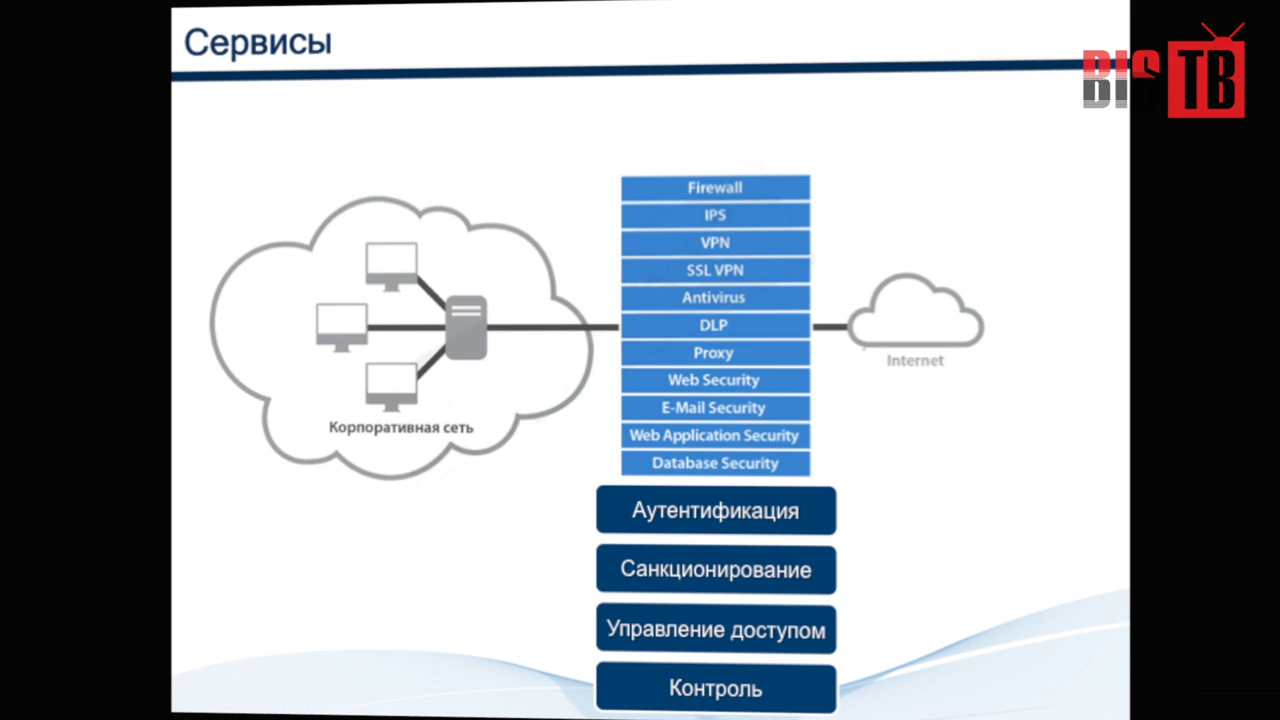 Сервисы
BIS ТВ
Firewall
IPS
VPN
SSL VPN
Antivirus
DLP
Proxy
Web Security
E-Mail Security
Web Application Security
Database Security
Корпоративная сеть
Internet
Аутентификация
Санкционирование
Управление доступом
Контроль